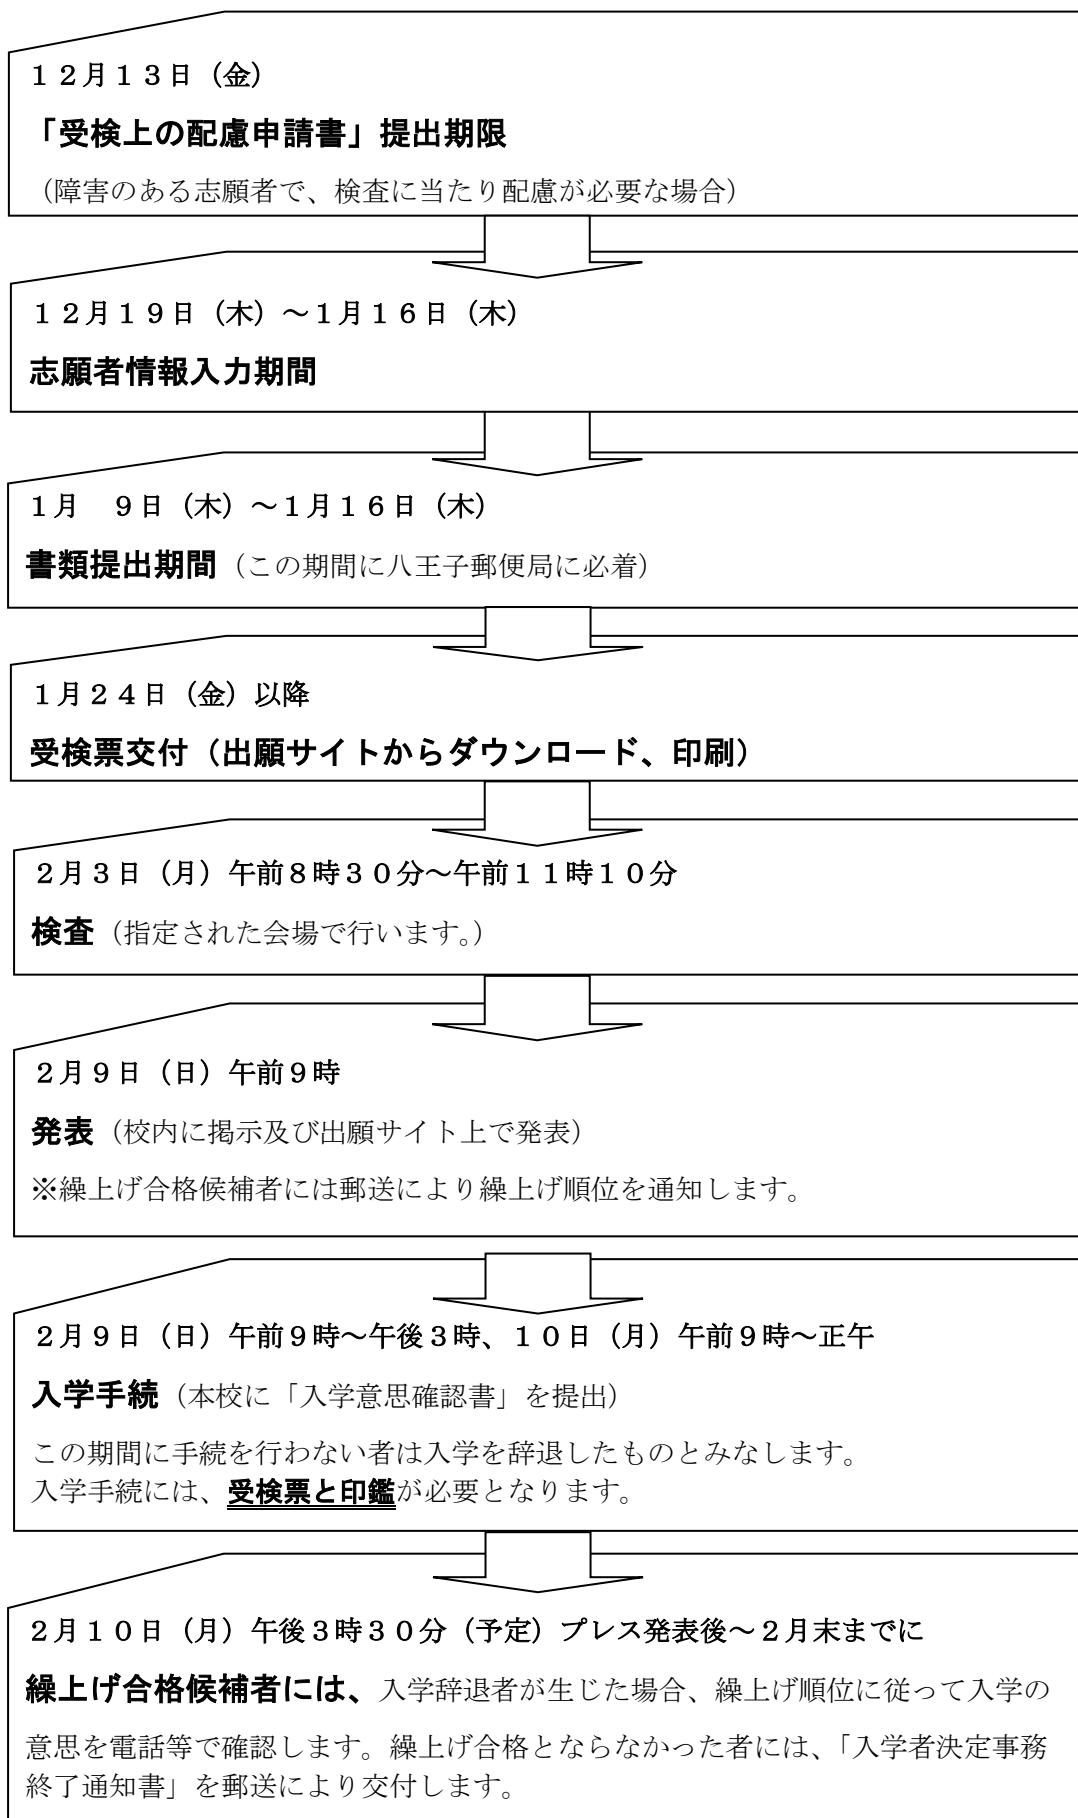 １２月１３日（金）
「受検上の配慮申請書」提出期限
（障害のある志願者で、検査に当たり配慮が必要な場合）
１２月１９日（木）～１月１６日（木）
志願者情報入力期間
１月　９日（木）～１月１６日（木）
書類提出期間（この期間に八王子郵便局に必着）
１月２４日（金）以降
受検票交付（出願サイトからダウンロード、印刷）
２月３日（月）午前８時３０分～午前１１時１０分
検査（指定された会場で行います。）
２月９日（日）午前９時
発表（校内に掲示及び出願サイト上で発表）
※繰上げ合格候補者には郵送により繰上げ順位を通知します。
２月９日（日）午前９時～午後３時、１０日（月）午前９時～正午
入学手続（本校に「入学意思確認書」を提出）
この期間に手続を行わない者は入学を辞退したものとみなします。
入学手続には、受検票と印鑑が必要となります。
２月１０日（月）午後３時３０分（予定）プレス発表後～２月末までに
繰上げ合格候補者には、入学辞退者が生じた場合、繰上げ順位に従って入学の
意思を電話等で確認します。繰上げ合格とならなかった者には、「入学者決定事務
終了通知書」を郵送により交付します。